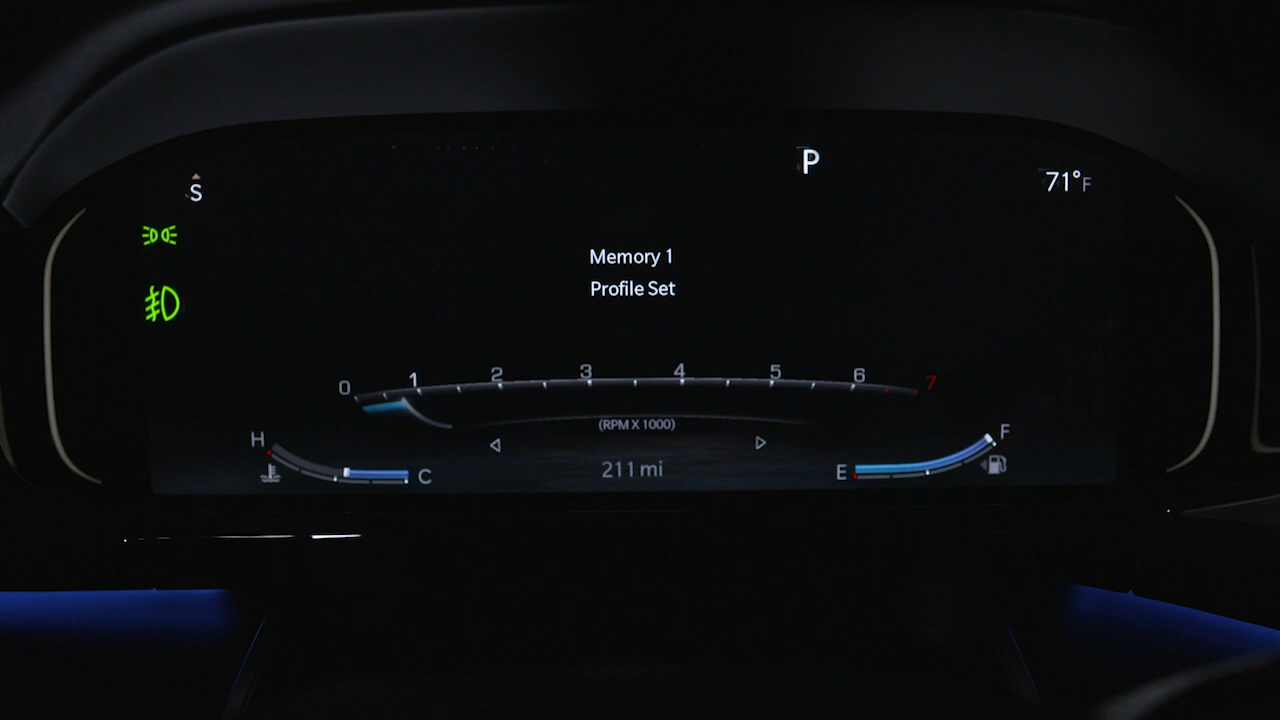 P
S
71°F
Memory 1
Profile Set
0 1 2 3 4 5 6 7
(RPM X 1000)
H
C
211 mi
E
F